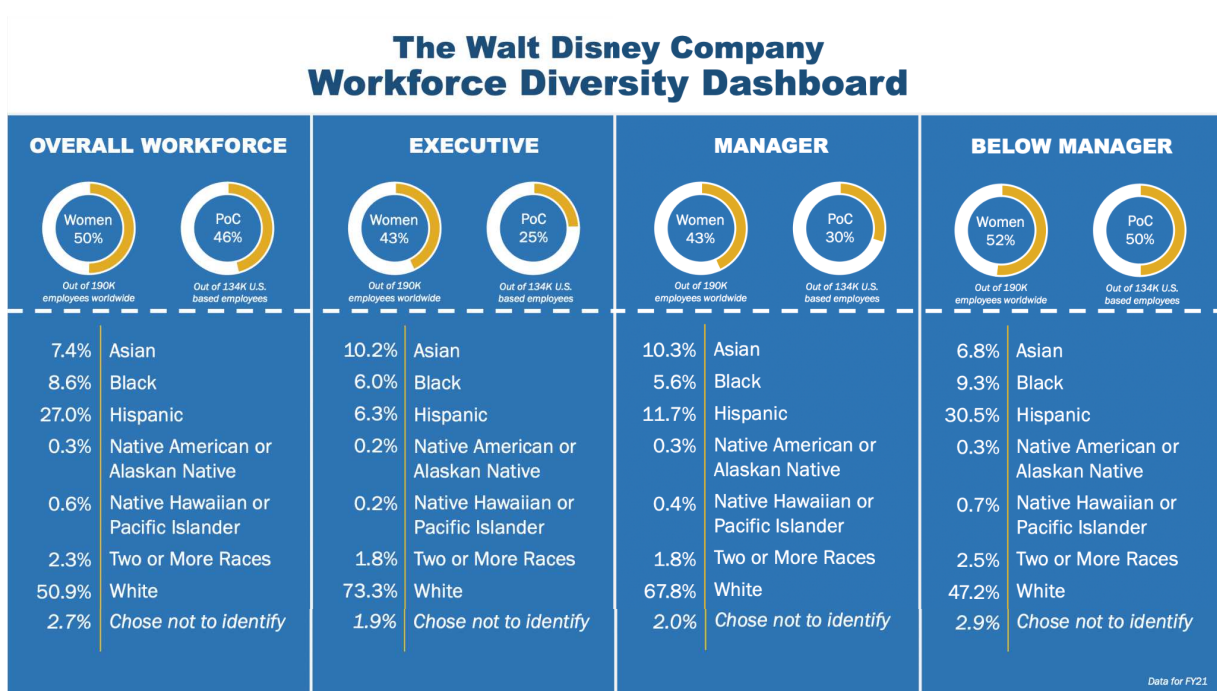 The Walt Disney Company
Workforce Diversity Dashboard
OVERALL WORKFORCE
Women
50%
Out of 190K
employees worldwide
PoC
46%
Out of 134K U.S.
based employees
7.4% Asian
8.6% Black
27.0% Hispanic
0.3% Native American or
Alaskan Native
0.6% Native Hawaiian or
Pacific Islander
2.3% Two or More Races
50.9% White
2.7% Chose not to identify
EXECUTIVE
Women
43%
Out of 190K
employees worldwide
PoC
25%
Out of 134K U.S.
based employees
10.2% Asian
6.0% Black
6.3% Hispanic
0.2% Native American or
Alaskan Native
0.2% Native Hawaiian or
Pacific Islander
1.8% Two or More Races
73.3% White
1.9% Chose not to identify
MANAGER
Women
43%
Out of 190K
employees worldwide
PoC
30%
Out of 134K U.S.
based employees
10.3% Asian
5.6% Black
11.7% Hispanic
0.3% Native American or
Alaskan Native
0.4% Native Hawaiian or
Pacific Islander
1.8% Two or More Races
67.8% White
2.0% Chose not to identify
BELOW MANAGER
Women
52%
Out of 190K
employees worldwide
PoC
50%
Out of 134K U.S.
based employees
6.8% Asian
9.3% Black
30.5% Hispanic
0.3% Native American or
Alaskan Native
0.7% Native Hawaiian or
Pacific Islander
2.5% Two or More Races
47.2% White
2.9% Chose not to identify
Data for FY21